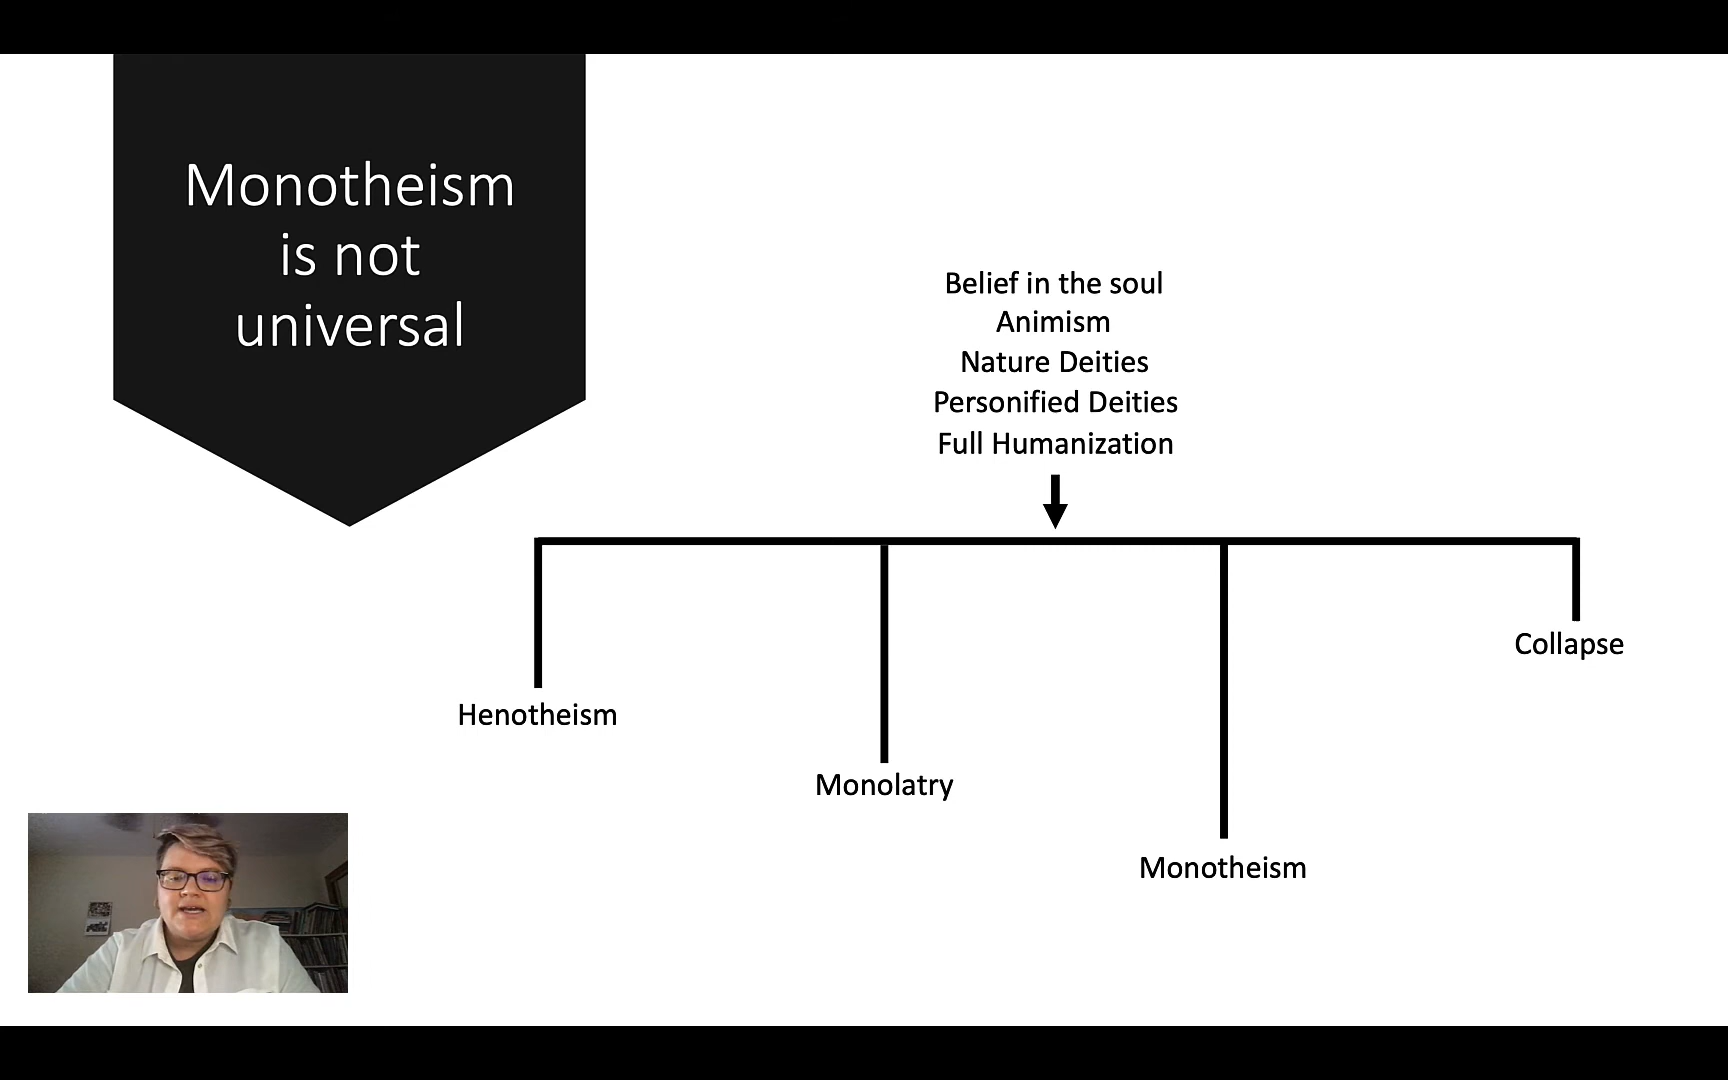 Monotheism
is not
universal
Belief in the soul
Animism
Nature Deities
Personified Deities
Full Humanization
Henotheism
Monolatry
Monotheism
Collapse